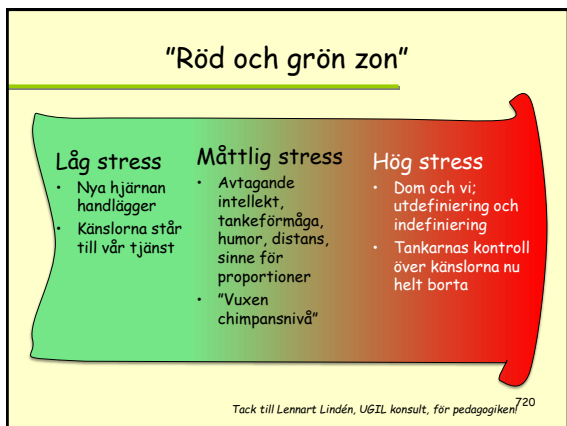 "Röd och grön zon"
Låg stress
• Nya hjärnan
handlägger
• Känslorna står
till vår tjänst
Måttlig stress
• Avtagande
intellekt,
tankeförmåga,
humor, distans,
sinne för
proportioner
• "Vuxen
chimpansnivå"
Hög stress
• Dom och vi;
utdefiniering och
indefiniering
• Tankarnas kontroll
över känslorna nu
helt borta
Tack till Lennart Lindén, UGIL konsult, för pedagogiken!
720